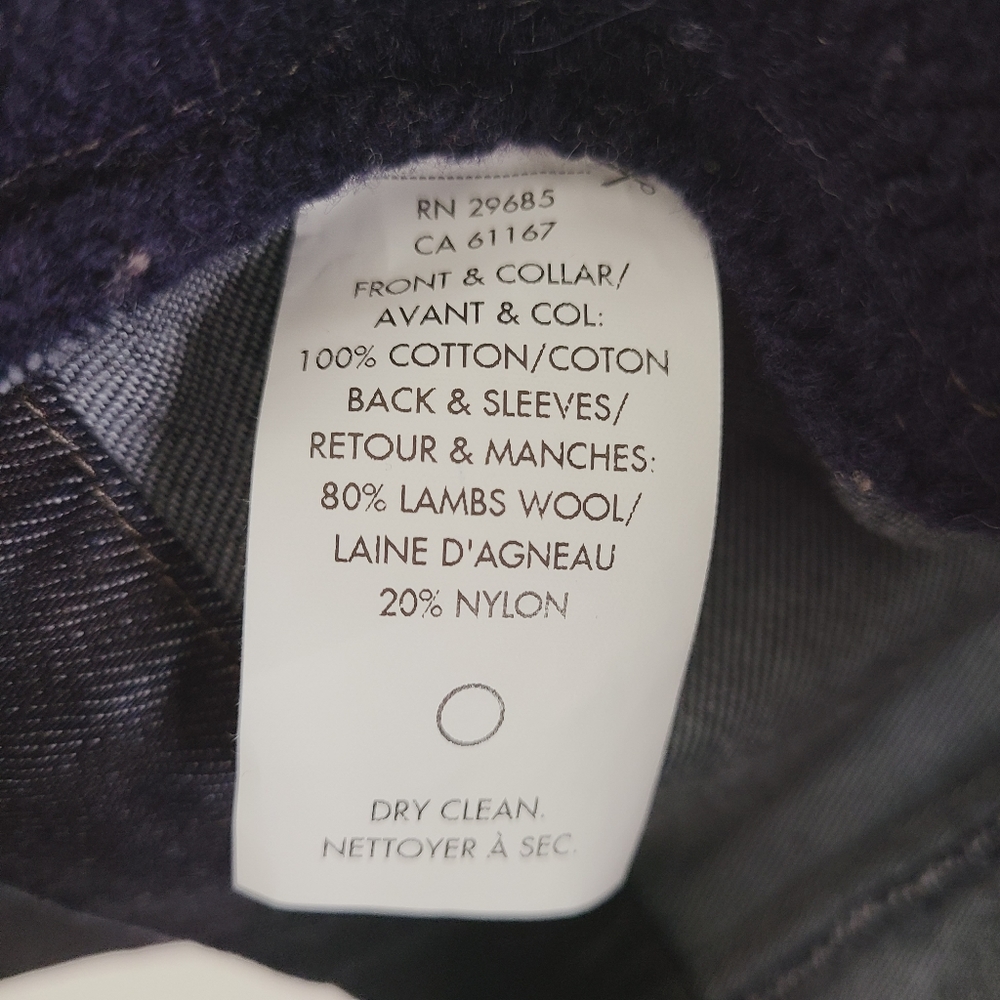 RN 29685
CA 61167
FRONT & COLLAR/
AVANT & COL:
100% COTTON/COTON
BACK & SLEEVES/
RETOUR & MANCHES:
80% LAMBS WOOL/
LAINE D'AGNEAU
20% NYLON
DRY CLEAN.
NETTOYER À SEC.